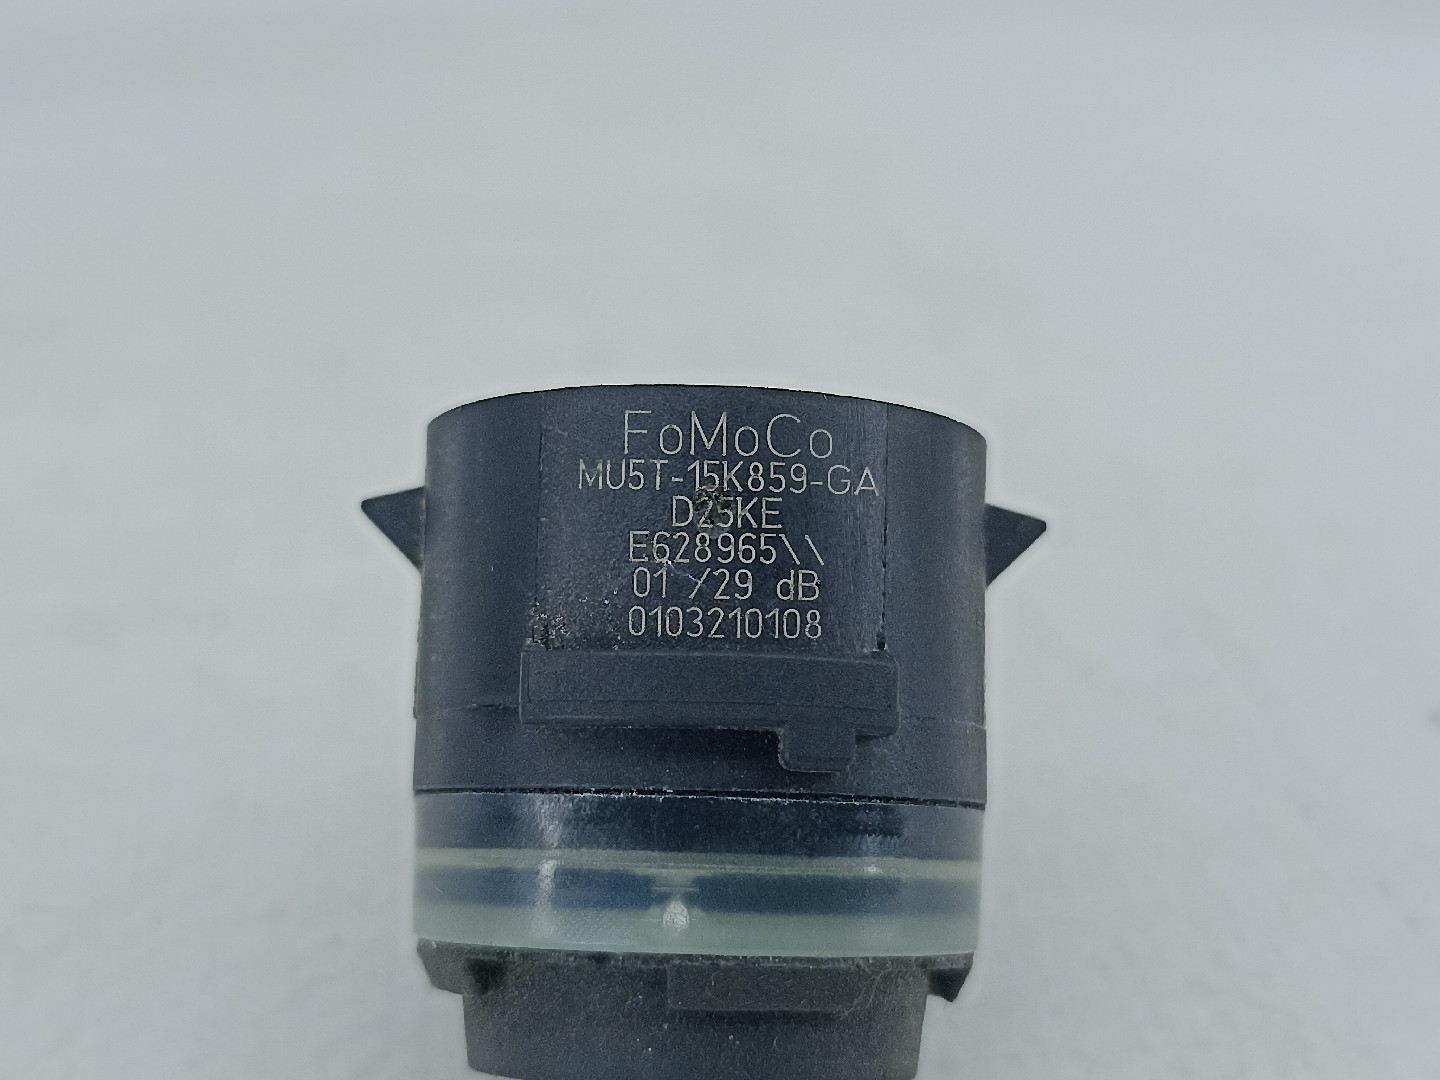 FoMoCo
MU5T-15K859-GA
D25KE
E628965\\
01 /29 dB
0103210108